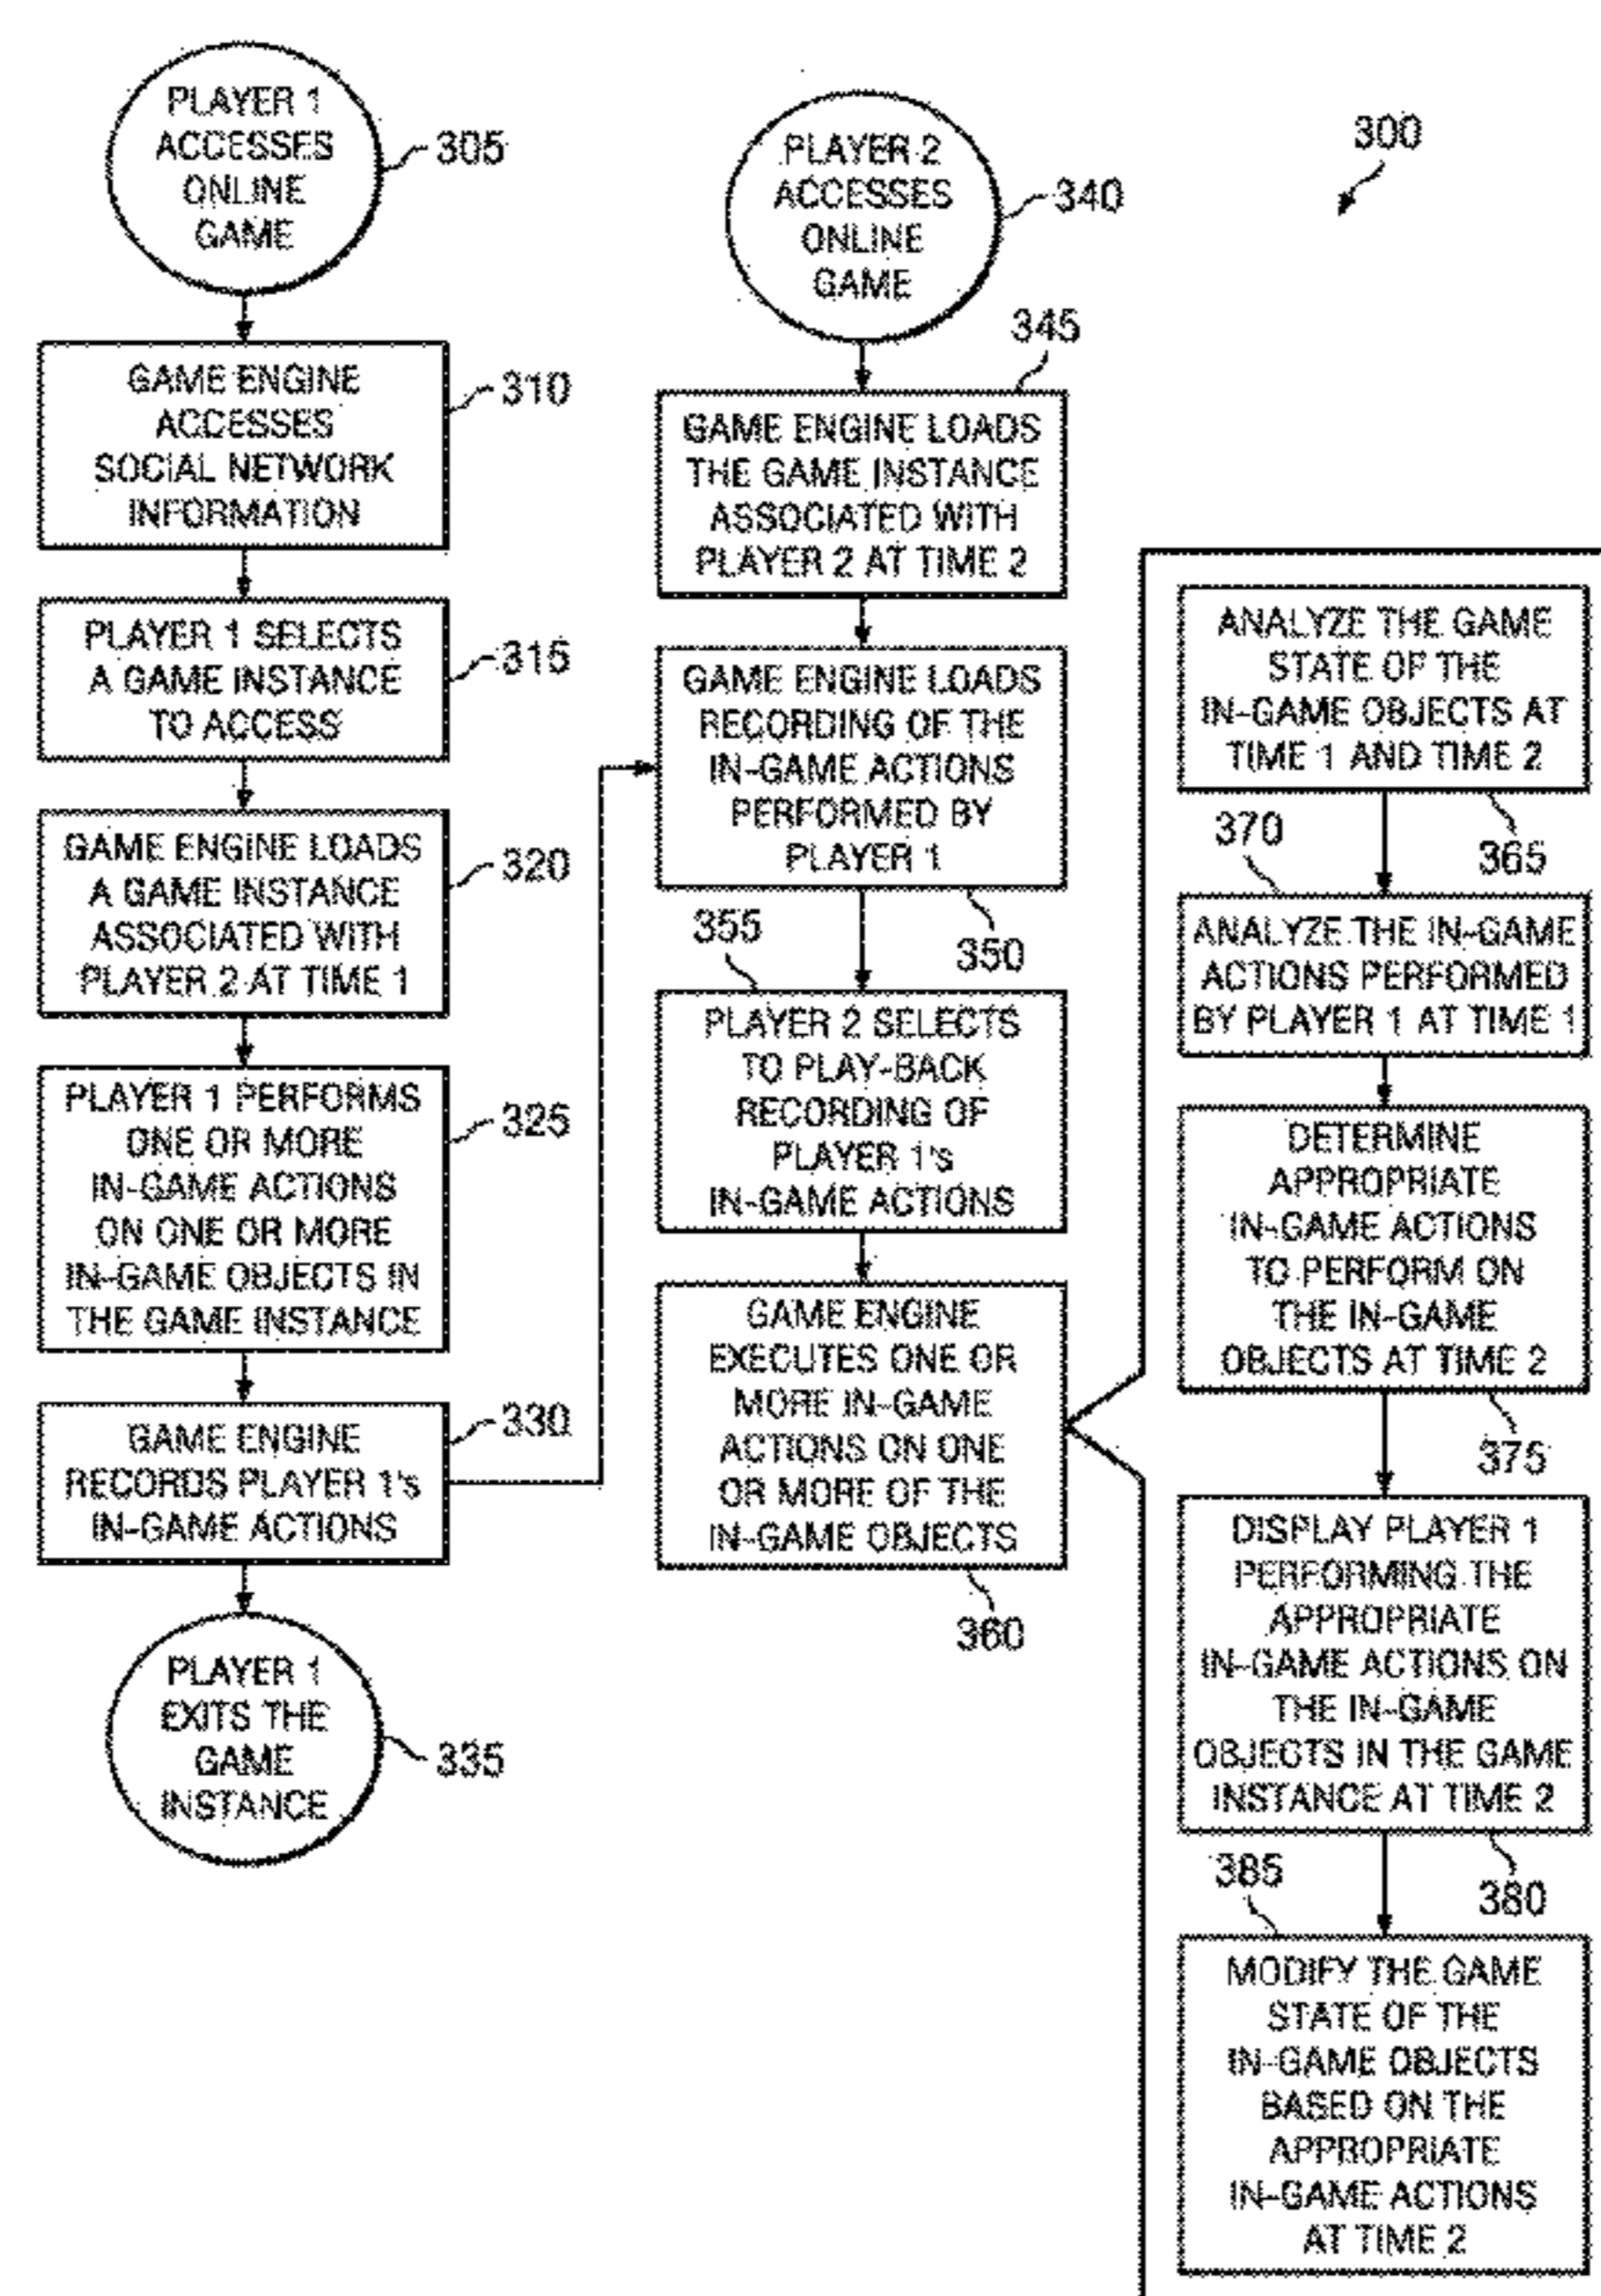 PLAYER 1
ACCESSES
ONLINE
GAME
305
GAME ENGINE
ACCESSES
SOCIAL NETWORK
INFORMATION
310
PLAYER 1 SELECTS
A GAME INSTANCE
TO ACCESS
315
GAME ENGINE LOADS
A GAME INSTANCE
ASSOCIATED WITH
PLAYER 2 AT TIME 1
320
PLAYER 1 PERFORMS
ONE OR MORE
IN-GAME ACTIONS
ON ONE OR MORE
IN-GAME OBJECTS IN
THE GAME INSTANCE
325
GAME ENGINE
RECORDS PLAYER 1's
IN-GAME ACTIONS
330
PLAYER 1
EXITS THE
GAME
INSTANCE
335
PLAYER 2
ACCESSES
ONLINE
GAME
340
345
GAME ENGINE LOADS
THE GAME INSTANCE
ASSOCIATED WITH
PLAYER 2 AT TIME 2
GAME ENGINE LOADS
RECORDING OF THE
IN-GAME ACTIONS
PERFORMED BY
PLAYER 1
350
355
PLAYER 2 SELECTS
TO PLAY-BACK
RECORDING OF
PLAYER 1's
IN-GAME ACTIONS
GAME ENGINE
EXECUTES ONE OR
MORE IN-GAME
ACTIONS ON ONE
OR MORE OF THE
IN-GAME OBJECTS
360
300
ANALYZE THE GAME
STATE OF THE
IN-GAME OBJECTS AT
TIME 1 AND TIME 2
365
370
ANALYZE THE IN-GAME
ACTIONS PERFORMED
BY PLAYER 1 AT TIME 1
DETERMINE
APPROPRIATE
IN-GAME ACTIONS
TO PERFORM ON
THE IN-GAME
OBJECTS AT TIME 2
375
DISPLAY PLAYER 1
PERFORMING THE
APPROPRIATE
IN-GAME ACTIONS ON
THE IN-GAME
OBJECTS IN THE GAME
INSTANCE AT TIME 2
380
385
MODIFY THE GAME
STATE OF THE
IN-GAME OBJECTS
BASED ON THE
APPROPRIATE
IN-GAME ACTIONS
AT TIME 2